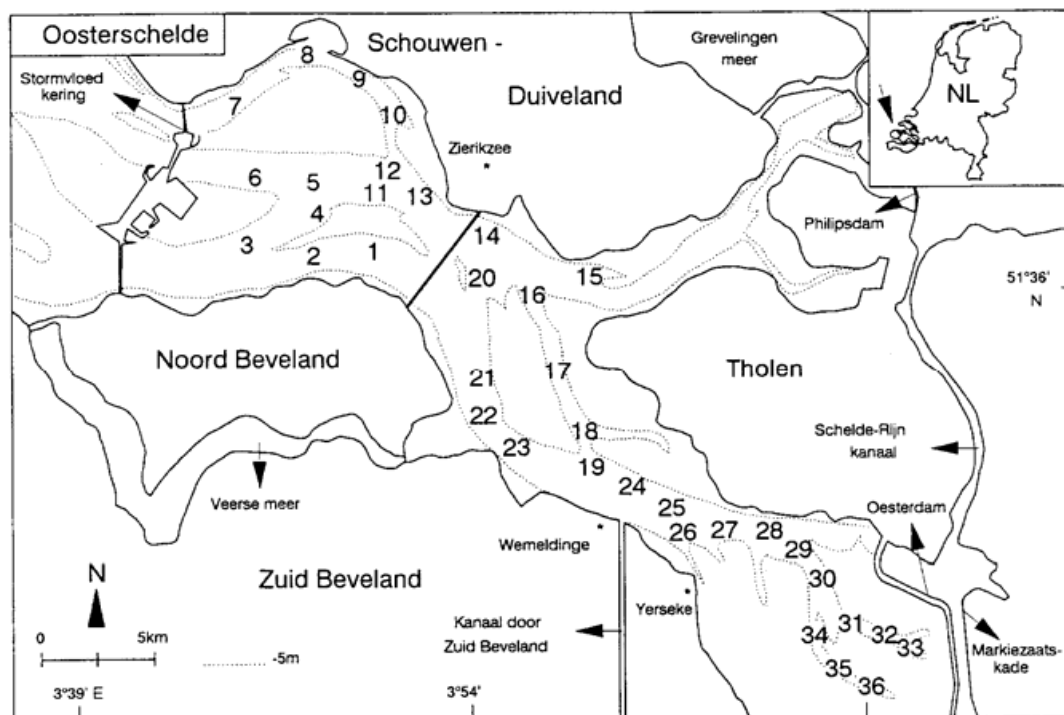 Oosterschelde
Schouwen -
Duiveland
Grevelingen
meer
NL
Stormvloed
kering
8
9
7
10
Zierikzee
12
6
5
11
13
4
Philipsdam
14
3
2
1
51°36'
N
20
15
16
Noord Beveland
Tholen
21
17
22
18
23
Schelde-Rijn
kanaal
19
24
Veerse meer
25
Oesterdam
26
27
28
Wemeldinge
29
Zuid Beveland
30
N
Yerseke
Kanaal door
Zuid Beveland
31
32
34
33
0
5km
Markiezaats-
kade
-5m
35
36
3°39' E
3°54'